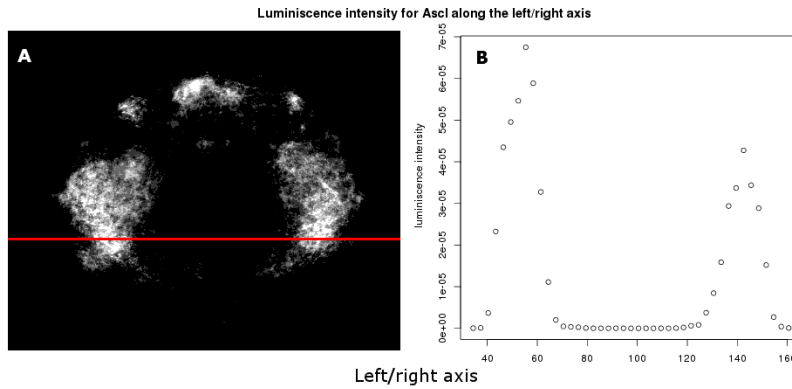 Luminiscence intensity for Ascl along the left/right axis
A
B
luminiscence intensity
7e-05
6e-05
5e-05
4e-05
3e-05
2e-05
1e-05
0e+00
40 60 80 100 120 140 160
Left/right axis